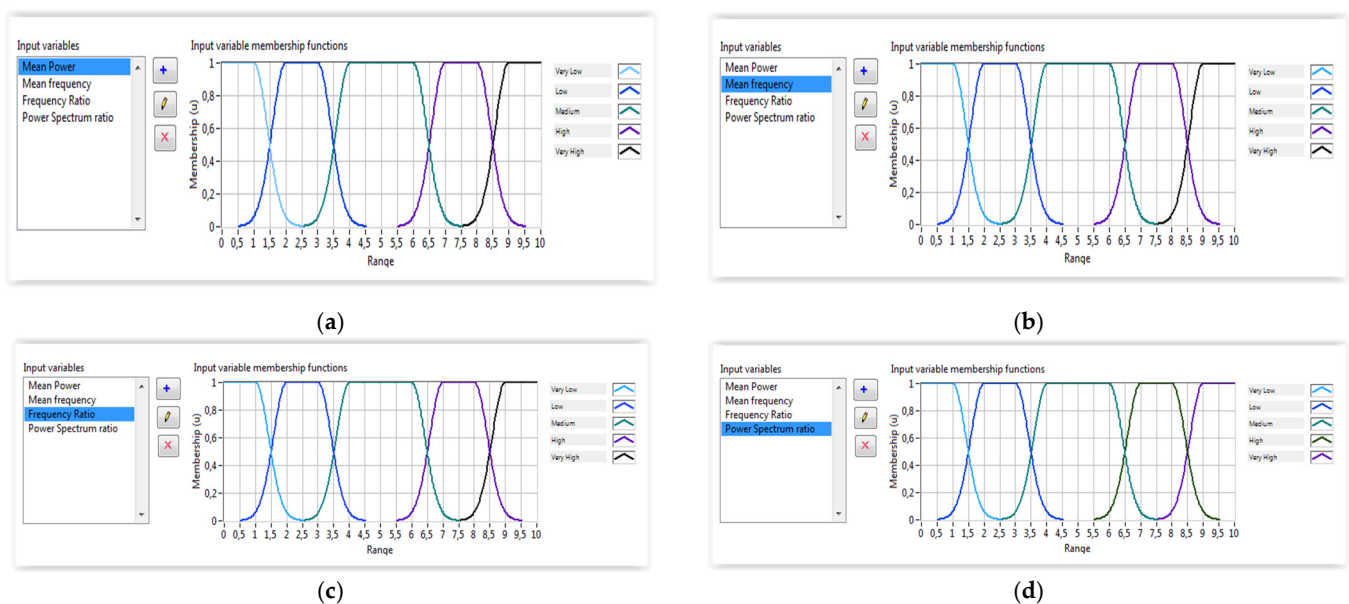 Input variables
Mean Power
Mean frequency
Frequency Ratio
Power Spectrum ratio
Input variable membership functions
Membership (u)
1
0,8
0,6
0,4
0,2
0
0 0,5 1 1,5 2 2,5 3 3,5 4 4,5 5 5,5 6 6,5 7 7,5 8 8,5 9 9,5 10
Range
Very Low
Low
Medium
High
Very High
(a)
Input variables
Mean Power
Mean frequency
Frequency Ratio
Power Spectrum ratio
Input variable membership functions
Membership (u)
1
0,8
0,6
0,4
0,2
0
0 0,5 1 1,5 2 2,5 3 3,5 4 4,5 5 5,5 6 6,5 7 7,5 8 8,5 9 9,5 10
Range
Very Low
Low
Medium
High
Very High
(b)
Input variables
Mean Power
Mean frequency
Frequency Ratio
Power Spectrum ratio
Input variable membership functions
Membership (u)
1
0,8
0,6
0,4
0,2
0
0 0,5 1 1,5 2 2,5 3 3,5 4 4,5 5 5,5 6 6,5 7 7,5 8 8,5 9 9,5 10
Range
Very Low
Low
Medium
High
Very High
(c)
Input variables
Mean Power
Mean frequency
Frequency Ratio
Power Spectrum ratio
Input variable membership functions
Membership (u)
1
0,8
0,6
0,4
0,2
0
0 0,5 1 1,5 2 2,5 3 3,5 4 4,5 5 5,5 6 6,5 7 7,5 8 8,5 9 9,5 10
Range
Very Low
Low
Medium
High
Very High
(d)